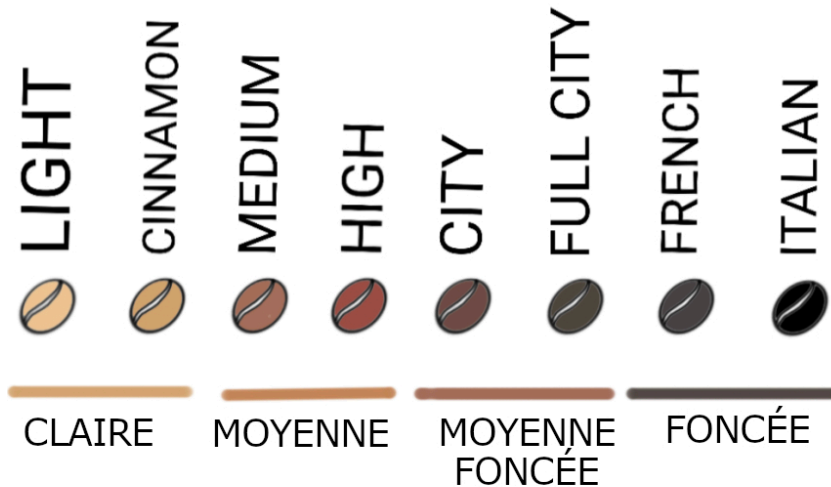 LIGHT
CINNAMON
MEDIUM
HIGH
CITY
FULL CITY
FRENCH
ITALIAN
CLAIRE
MOYENNE
MOYENNE
FONCÉE
FONCÉE